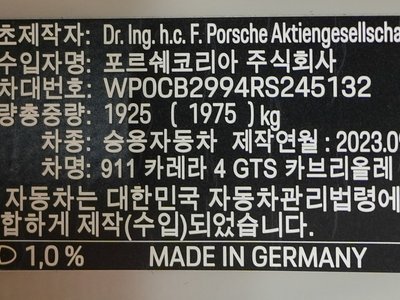 초제작자: Dr. Ing. h.c. F. Porsche Aktiengesellscha
수입자명: 포르쉐코리아 주식회사
차대번호: WP0CB2994RS245132
량총중량: 1925 ( 1975) kg
차종: 승용자동차 제작연월: 2023.09
차명: 911 카레라 4 GTS 카브리올레
자동차는 대한민국 자동차관리법령에
합하게 제작(수입)되었습니다.
1,0% MADE IN GERMANY